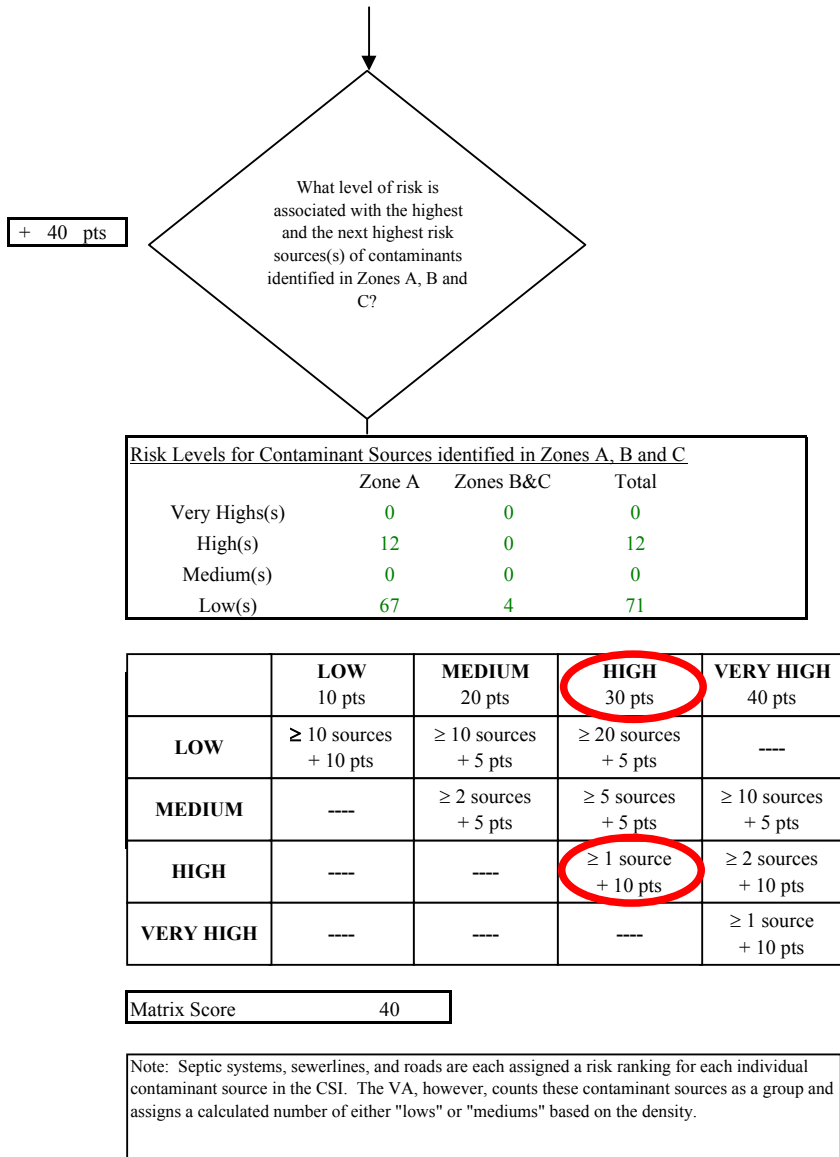 What level of risk is
associated with the highest
and the next highest risk
sources(s) of contaminants
identified in Zones A, B and
C?
+ 40 pts
Risk Levels for Contaminant Sources identified in Zones A, B and C
Zone A Zones B&C Total
Very Highs(s) 0 0 0
High(s) 12 0 12
Medium(s) 0 0 0
Low(s) 67 4 71
LOW MEDIUM HIGH VERY HIGH
10 pts 20 pts 30 pts 40 pts
LOW ≥ 10 sources ≥ 10 sources ≥ 20 sources ----
+ 10 pts + 5 pts + 5 pts
MEDIUM ---- ≥ 2 sources ≥ 5 sources ≥ 10 sources
+ 5 pts + 5 pts + 5 pts
HIGH ---- ---- ≥ 1 source ≥ 2 sources
+ 10 pts + 10 pts
VERY HIGH ---- ---- ---- ≥ 1 source
+ 10 pts
Matrix Score 40
Note: Septic systems, sewerlines, and roads are each assigned a risk ranking for each individual
contaminant source in the CSI. The VA, however, counts these contaminant sources as a group and
assigns a calculated number of either "lows" or "mediums" based on the density.